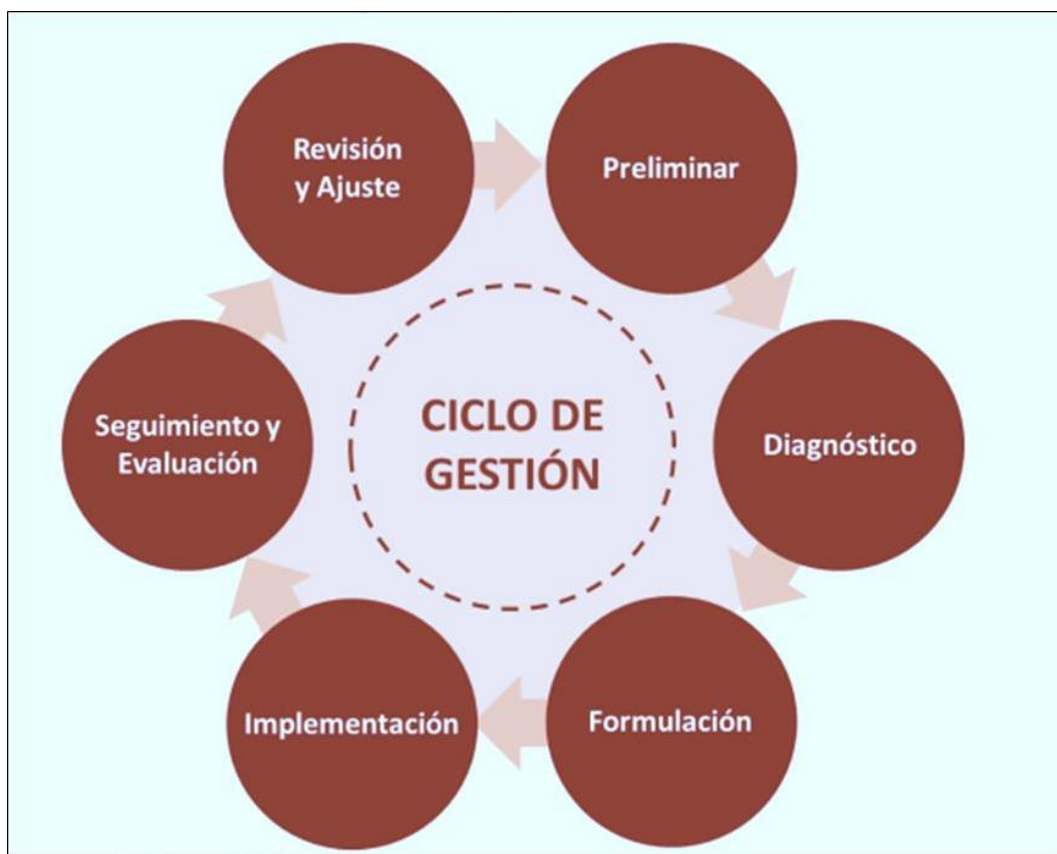 Revisión
y Ajuste
Preliminar
Seguimiento y
Evaluación
CICLO DE
GESTIÓN
Diagnóstico
Implementación
Formulación